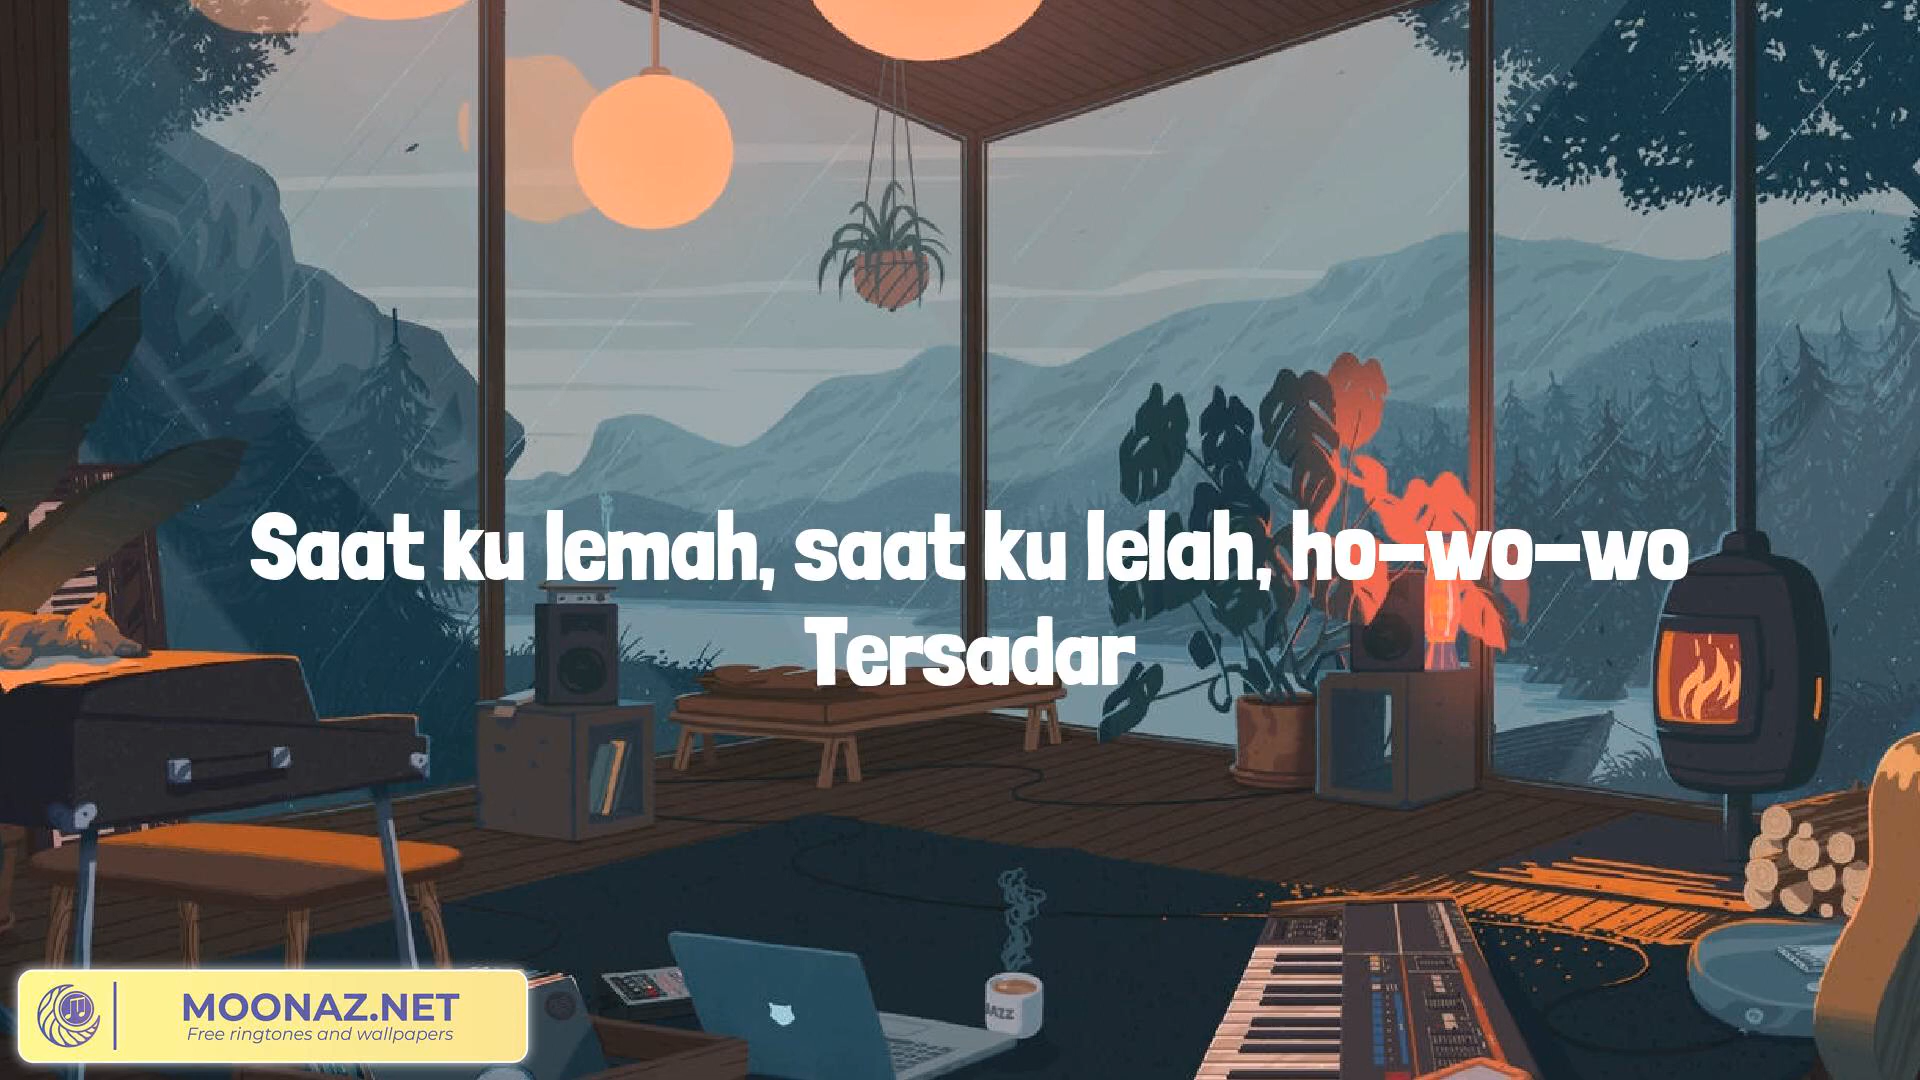 Saat ku lemah, saat ku lelah, ho-wo-wo
Tersadar
MOONAZ.NET
Free ringtones and wallpapers